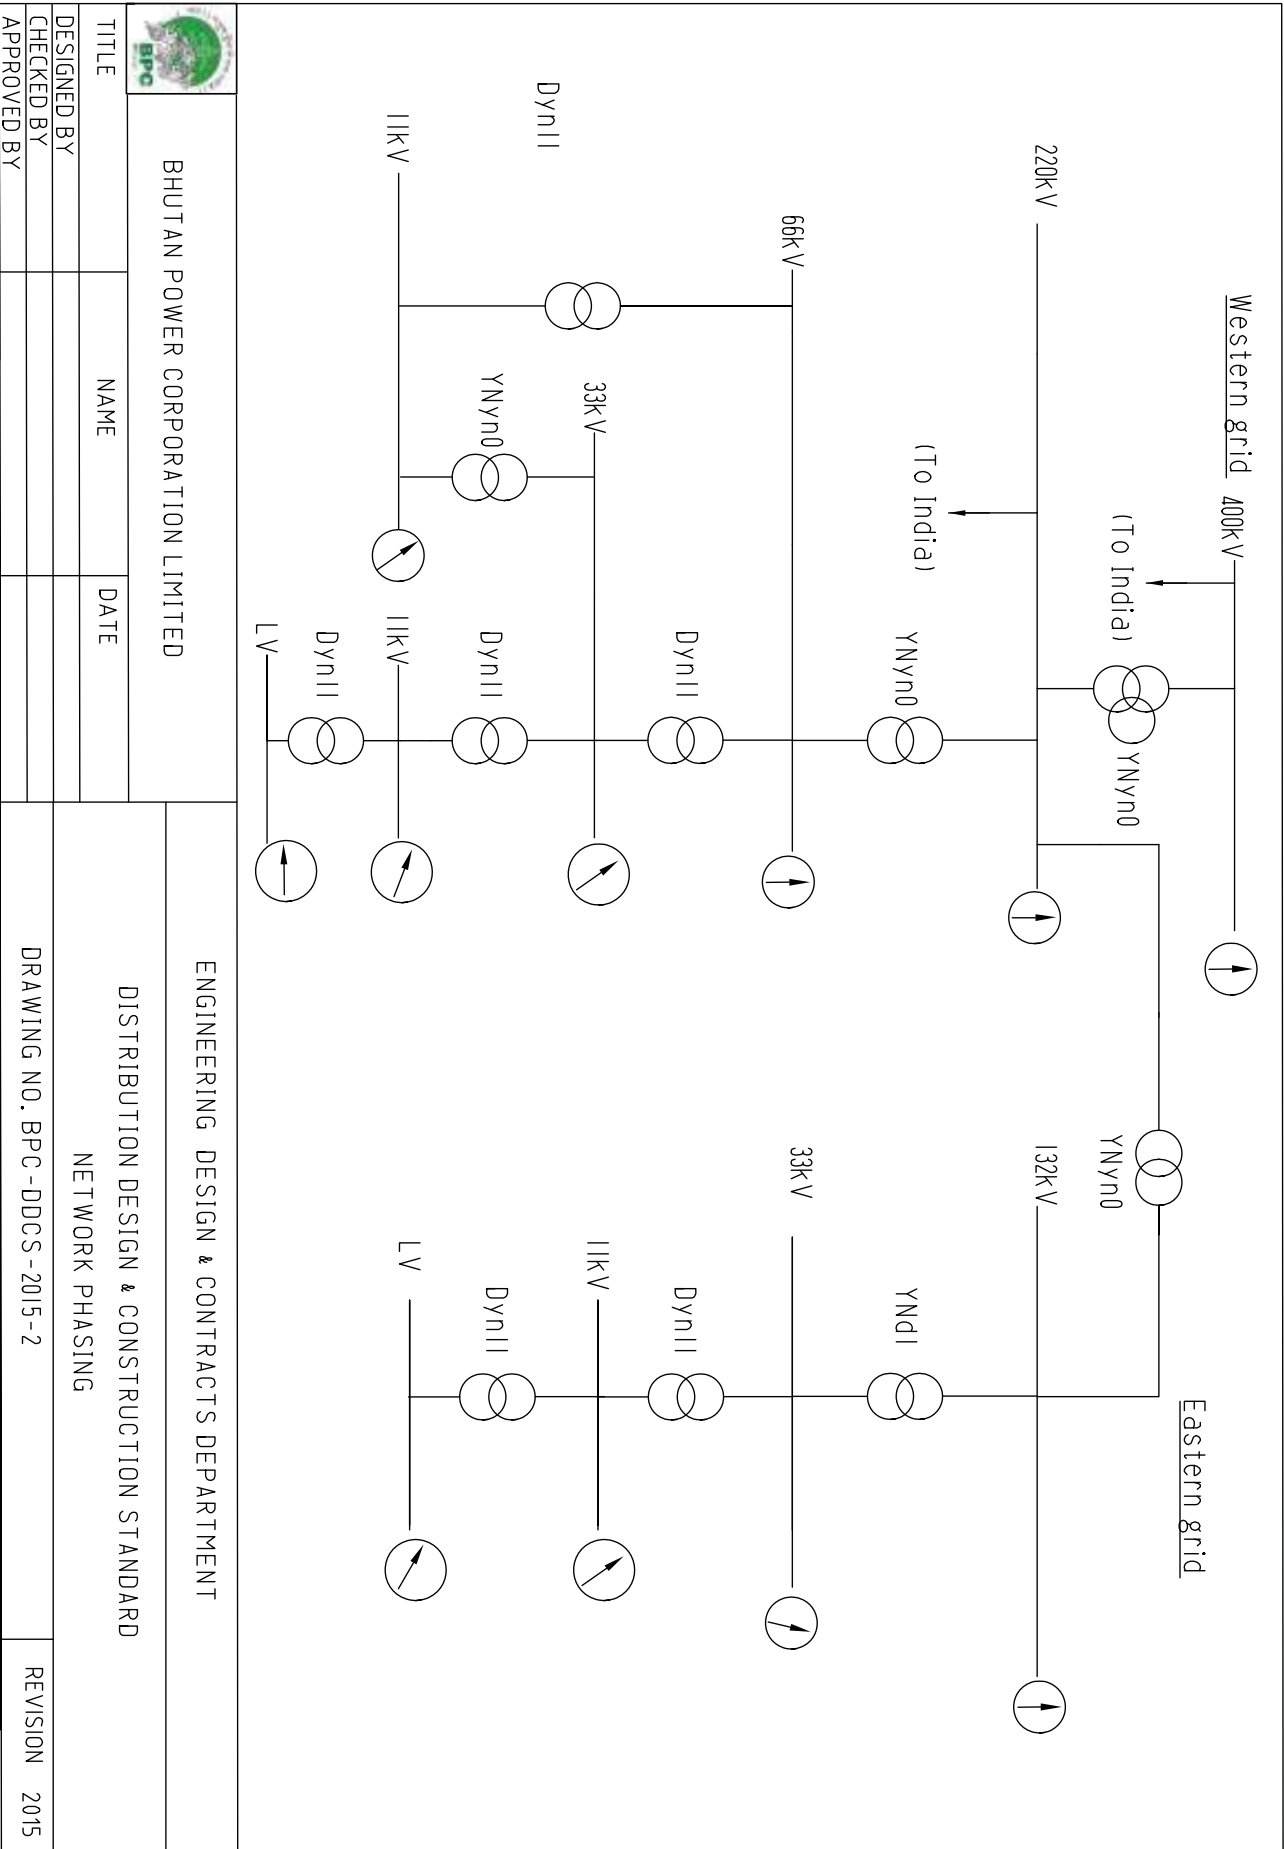 Western grid
400kV
(To India)
YNyn0
220kV
(To India)
YNyn0
66kV
Dyn11
Dyn11
33kV
YNyn0
Dyn11
11kV
11kV
Dyn11
LV
Eastern grid
YNyn0
132kV
YNd1
33kV
Dyn11
11kV
Dyn11
LV
BPC
BHUTAN POWER CORPORATION LIMITED
ENGINEERING DESIGN & CONTRACTS DEPARTMENT
TITLE NAME DATE
DISTRIBUTION DESIGN & CONSTRUCTION STANDARD
NETWORK PHASING
DESIGNED BY
CHECKED BY
APPROVED BY
DRAWING NO. BPC-DDCS-2015-2
REVISION 2015